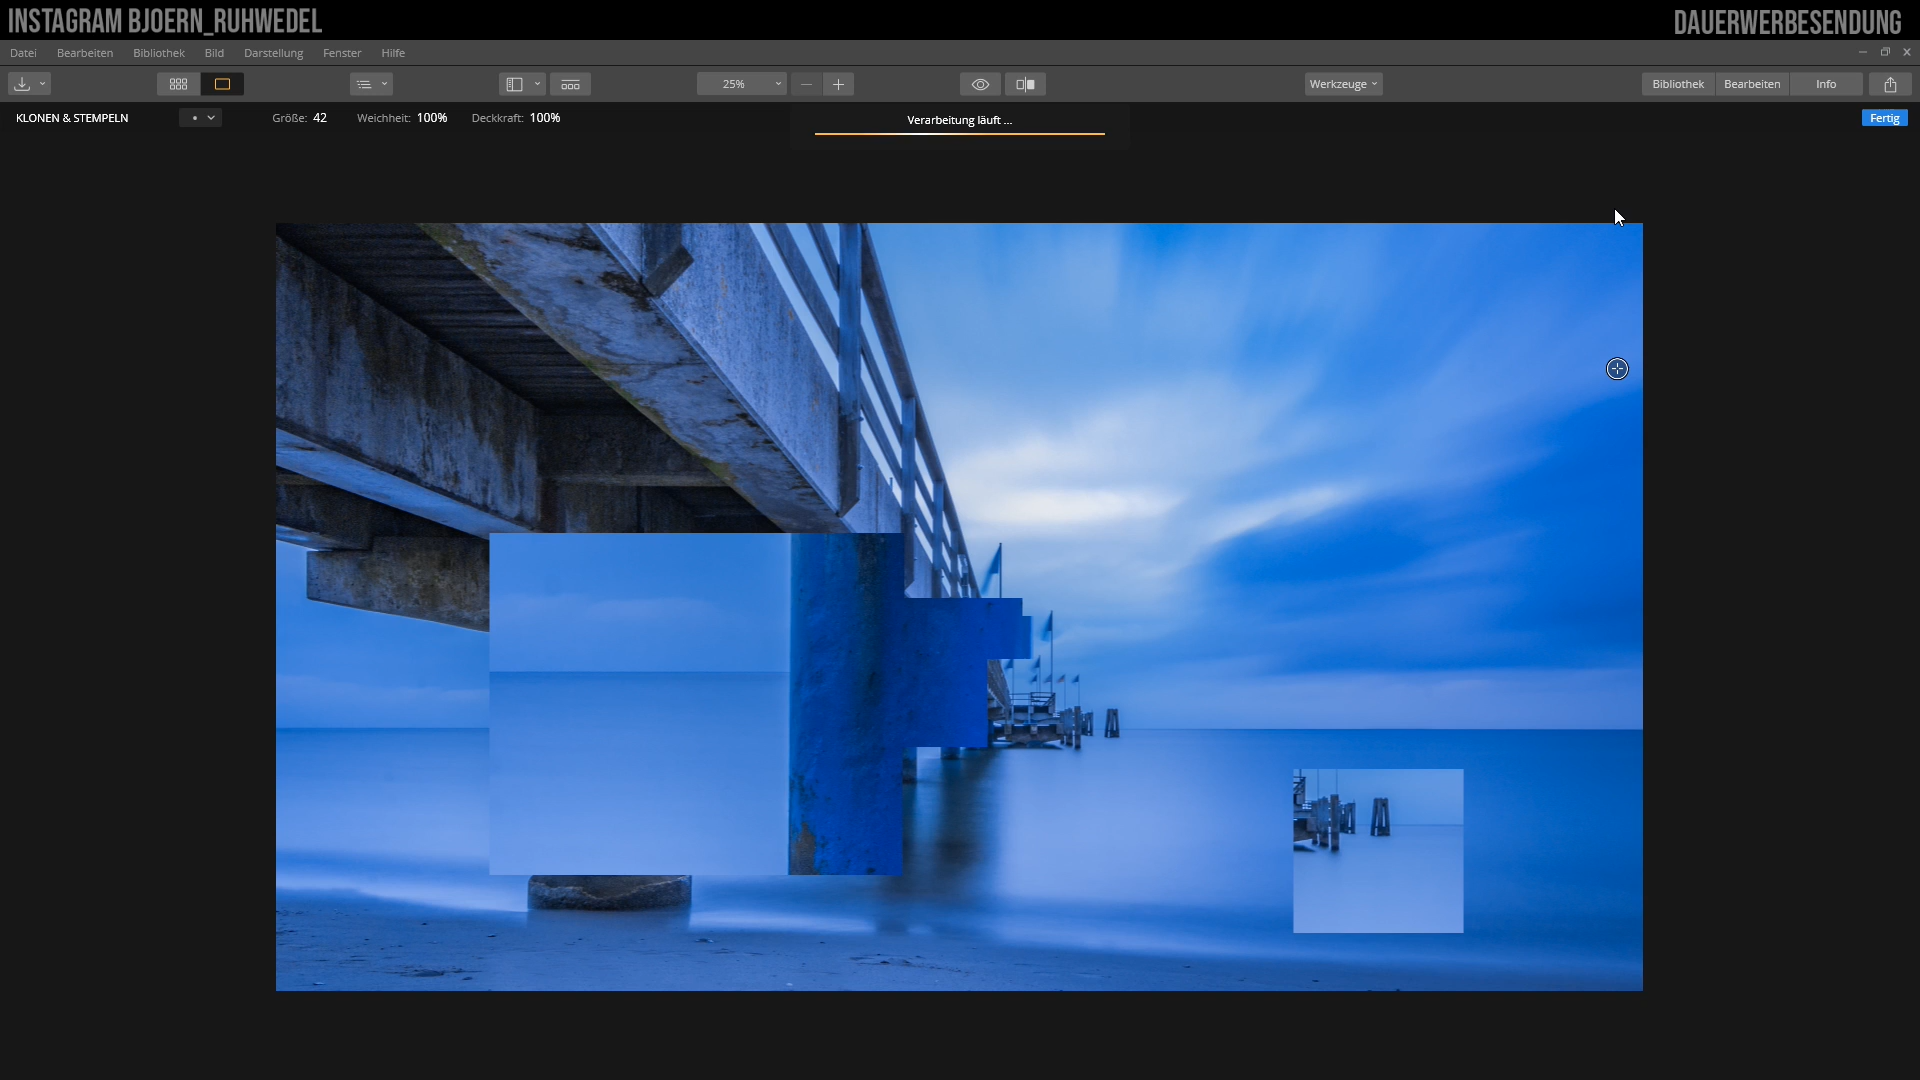 INSTAGRAM BJOERN_RUHWEDEL
DAUERWERBESENDUNG
Datei Bearbeiten Bibliothek Bild Darstellung Fenster Hilfe
25%
Werkzeuge
Bibliothek Bearbeiten Info
KLONEN & STEMPELN
Größe: 42 Weichheit: 100% Deckkraft: 100%
Verarbeitung läuft ...
Fertig